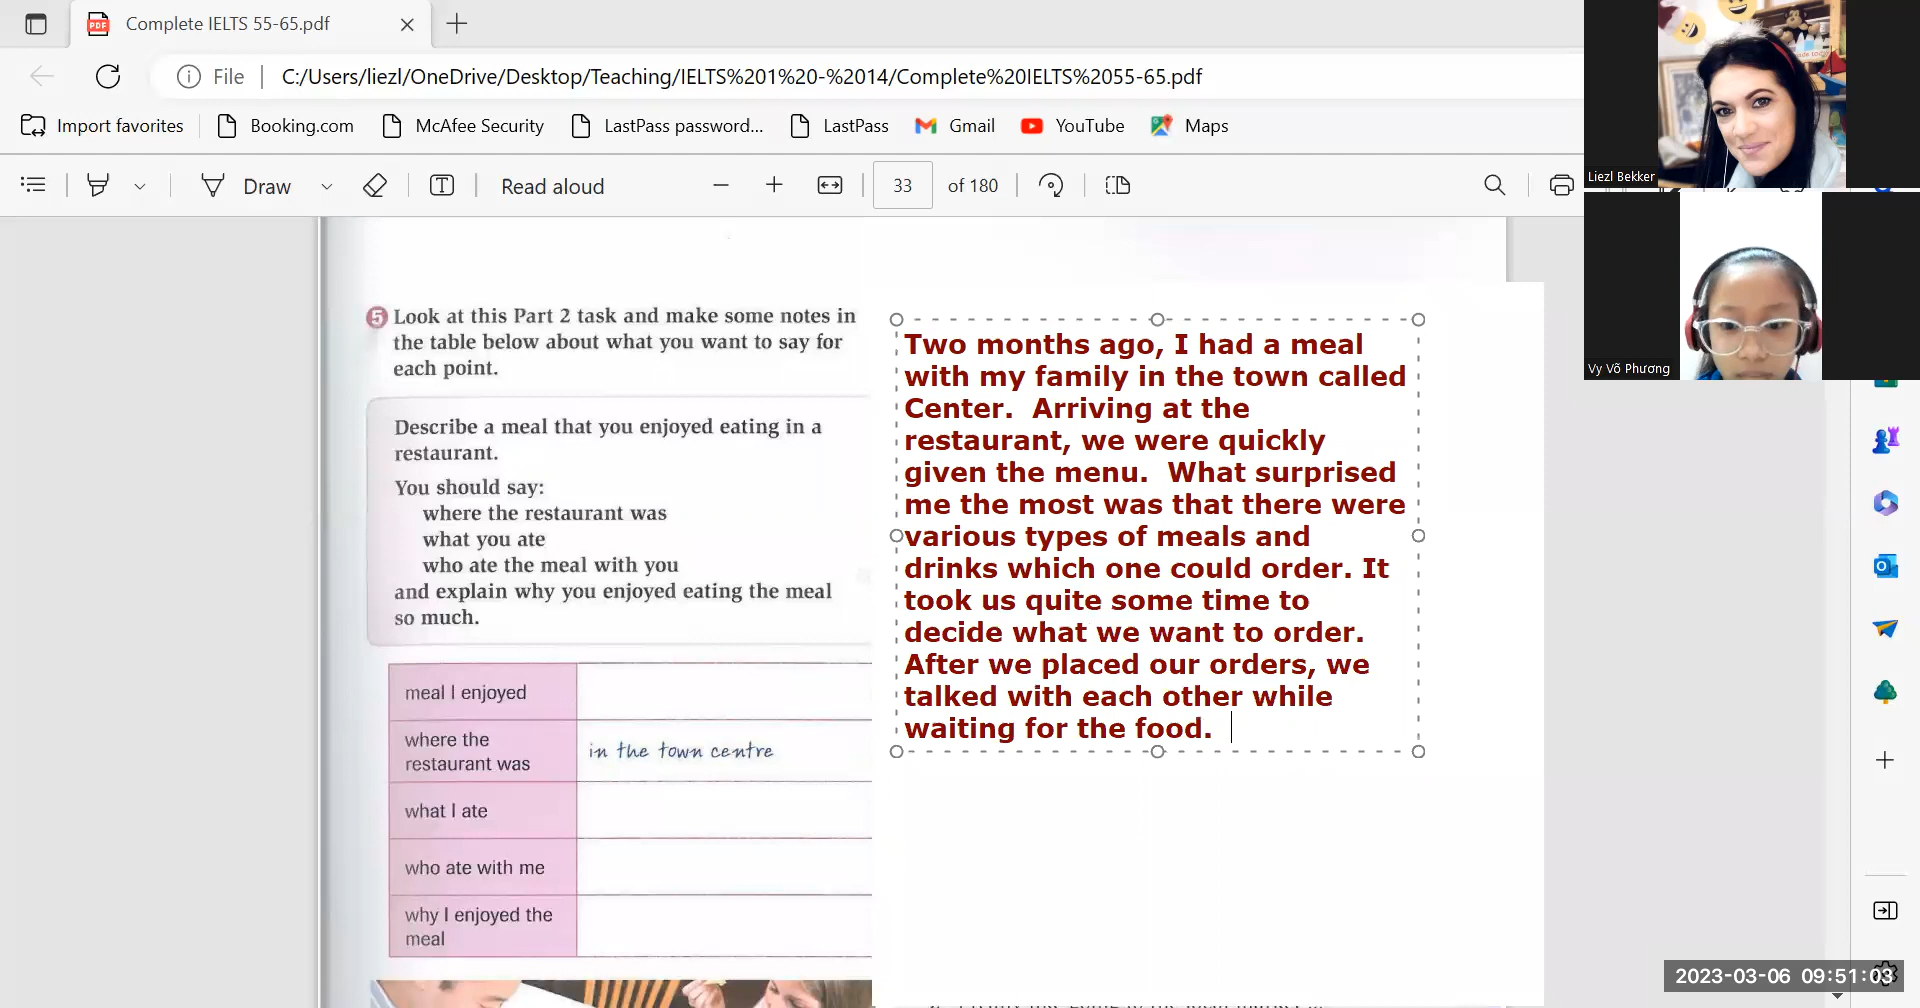 Complete IELTS 55-65.pdf
File
C:/Users/liezl/OneDrive/Desktop/Teaching/IELTS%201%20-%2014/Complete%20IELTS%2055-65.pdf
Import favorites
Booking.com
McAfee Security
LastPass password...
LastPass
Gmail
YouTube
Maps
Draw
Read aloud
33
of 180
Liezl Bekker
Vy Võ Phương
5 Look at this Part 2 task and make some notes in
the table below about what you want to say for
each point.
Describe a meal that you enjoyed eating in a
restaurant.
You should say:
where the restaurant was
what you ate
who ate the meal with you
and explain why you enjoyed eating the meal
so much.
meal I enjoyed
where the
restaurant was
in the town centre
what I ate
who ate with me
why I enjoyed the
meal
Two months ago, I had a meal
with my family in the town called
Center.  Arriving at the
restaurant, we were quickly
given the menu.  What surprised
me the most was that there were
various types of meals and
drinks which one could order. It
took us quite some time to
decide what we want to order.
After we placed our orders, we
talked with each other while
waiting for the food.
2023-03-06 09:51:03